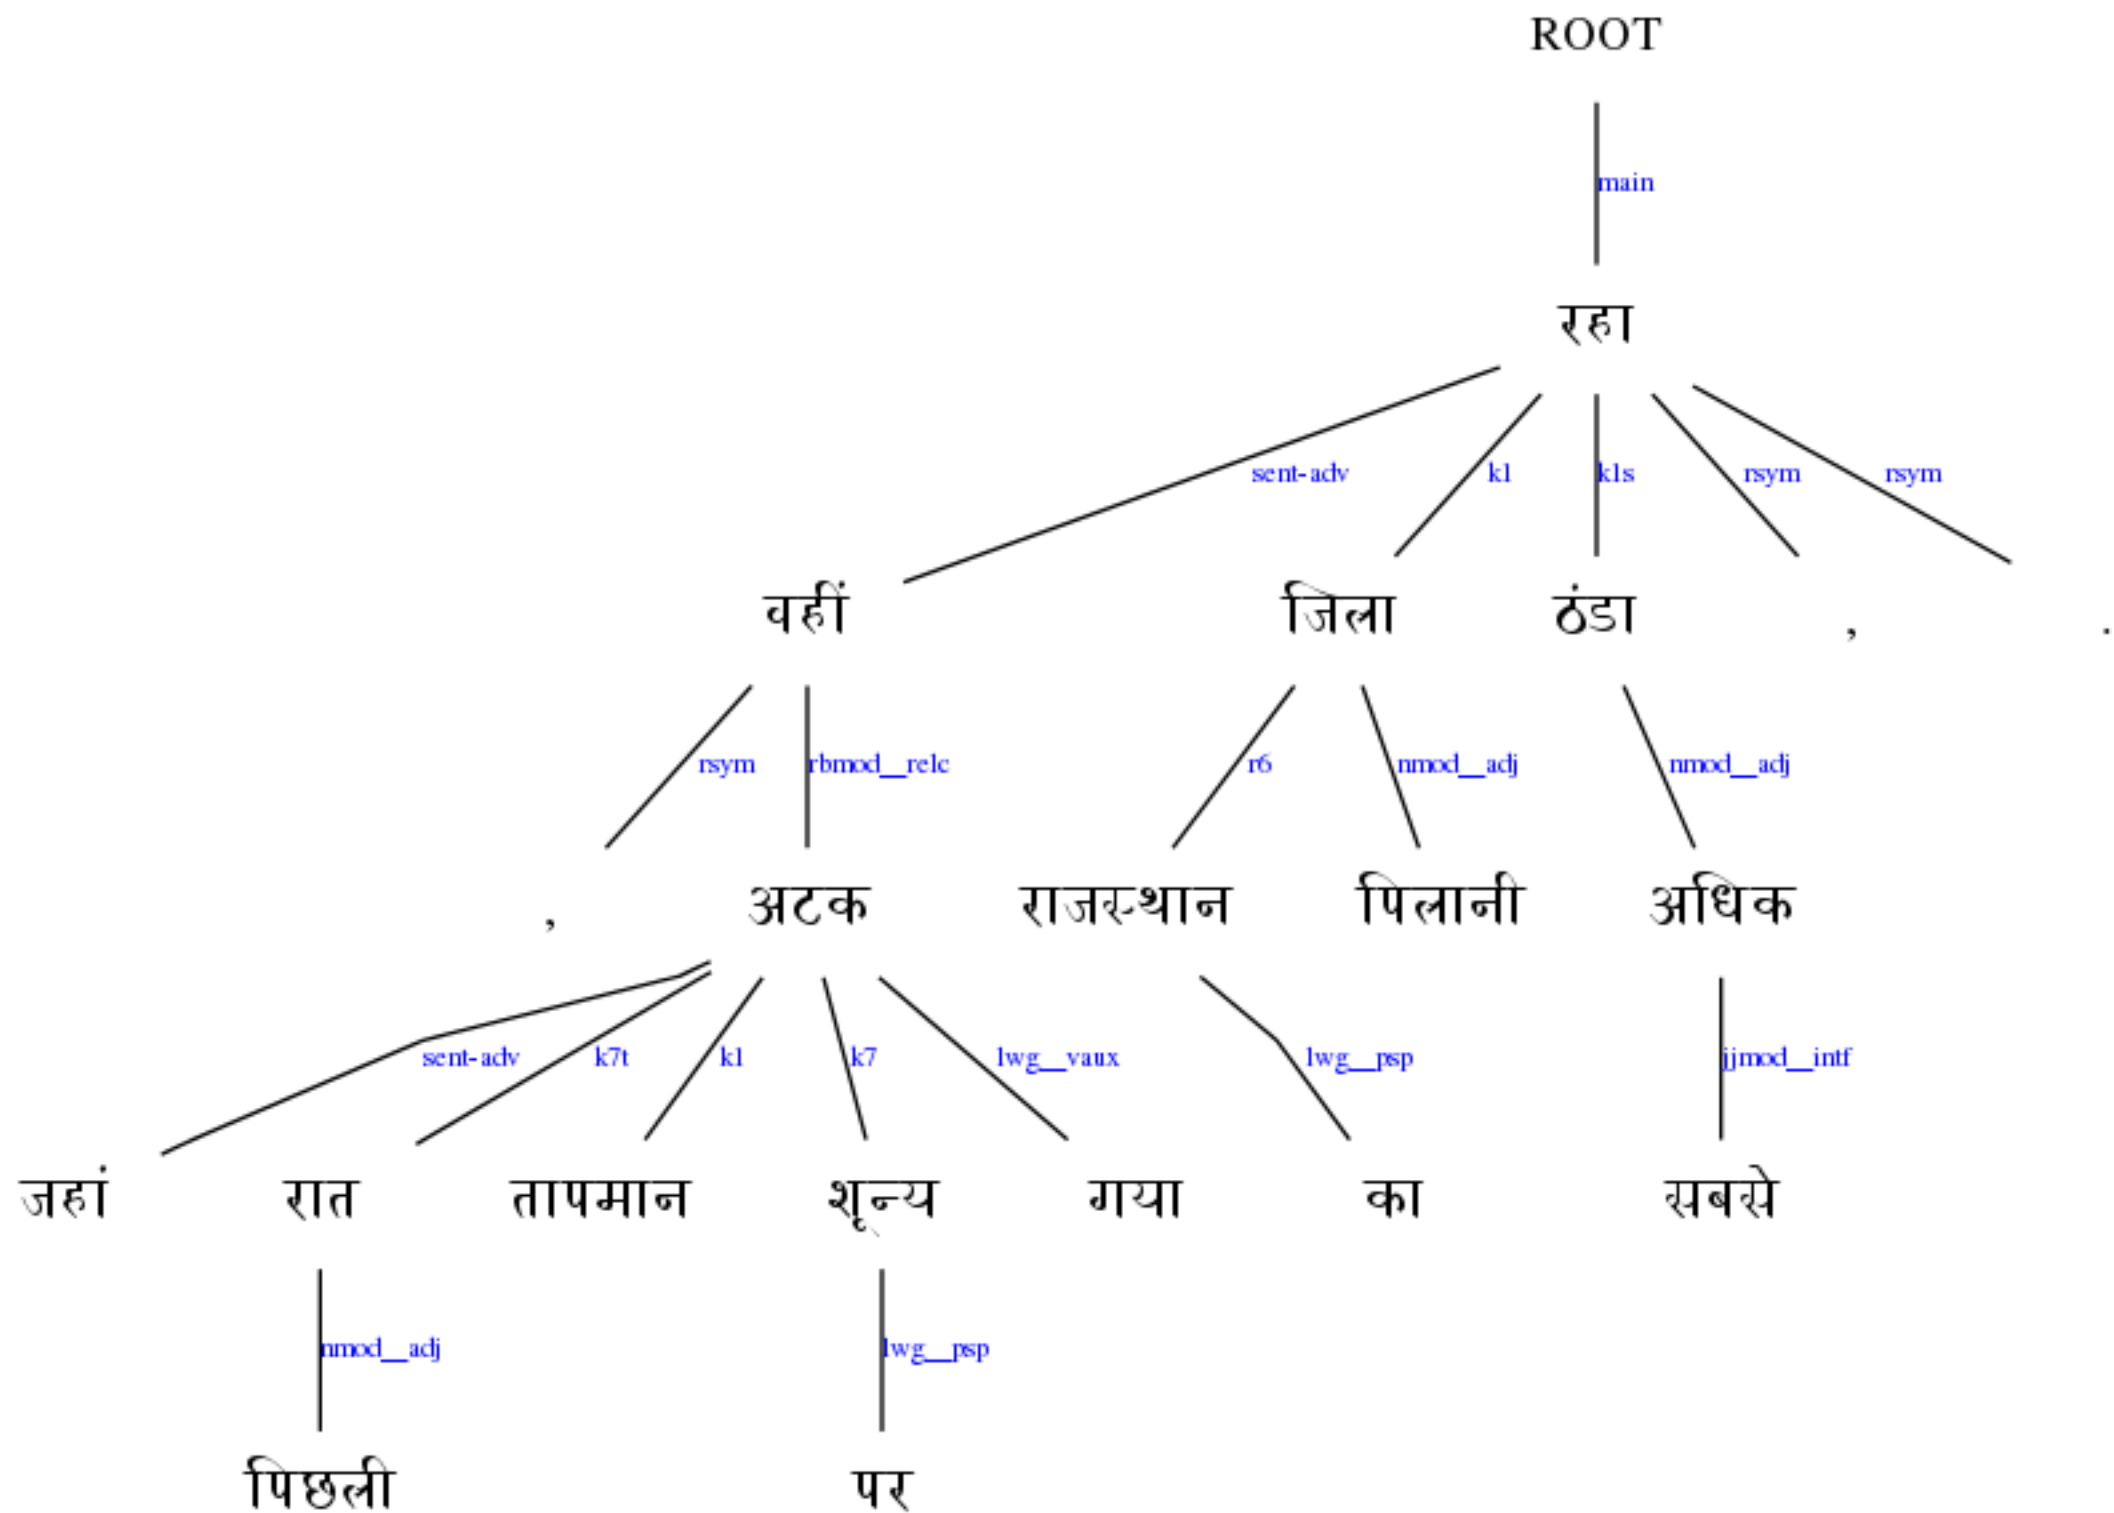 ROOT
main
रहा
sent-adv k1 k1s rsym rsym
वहीं जिला ठंडा , .
rsym rbmod__relc r6 nmod__adj nmod__adj
, अटक राजस्थान पिलानी अधिक
sent-adv k7t k1 k7 lwg__vaux lwg__psp jjmod__intf
जहां रात तापमान शून्य गया का सबसे
nmod__adj lwg__psp
पिछली पर